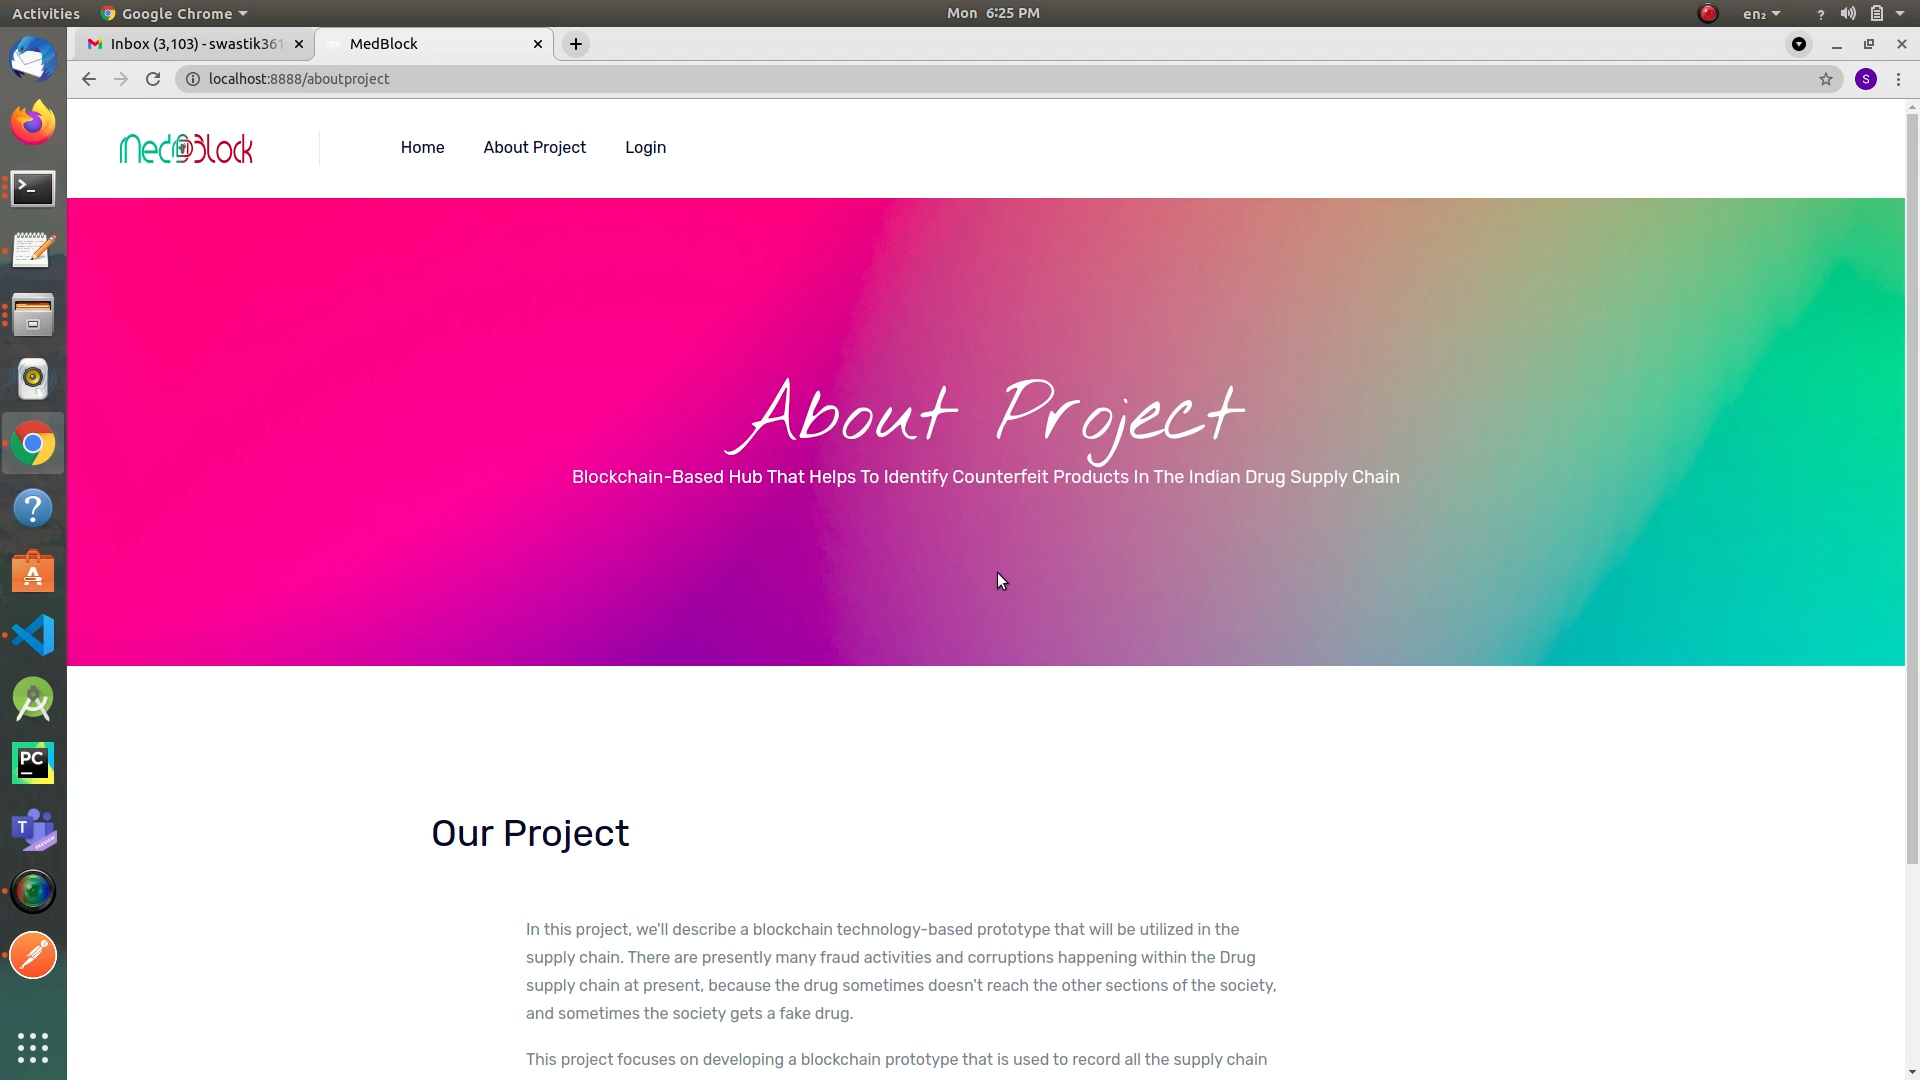 Activities Google Chrome Mon 6:25 PM en₂ ?
Inbox (3,103) - swastik361 MedBlock
localhost:8888/aboutproject S
MedBlock Home About Project Login
About Project
Blockchain-Based Hub That Helps To Identify Counterfeit Products In The Indian Drug Supply Chain
Our Project
In this project, we'll describe a blockchain technology-based prototype that will be utilized in the
supply chain. There are presently many fraud activities and corruptions happening within the Drug
supply chain at present, because the drug sometimes doesn't reach the other sections of the society,
and sometimes the society gets a fake drug.
This project focuses on developing a blockchain prototype that is used to record all the supply chain
>_
?
A
PC
T
PREVIEW